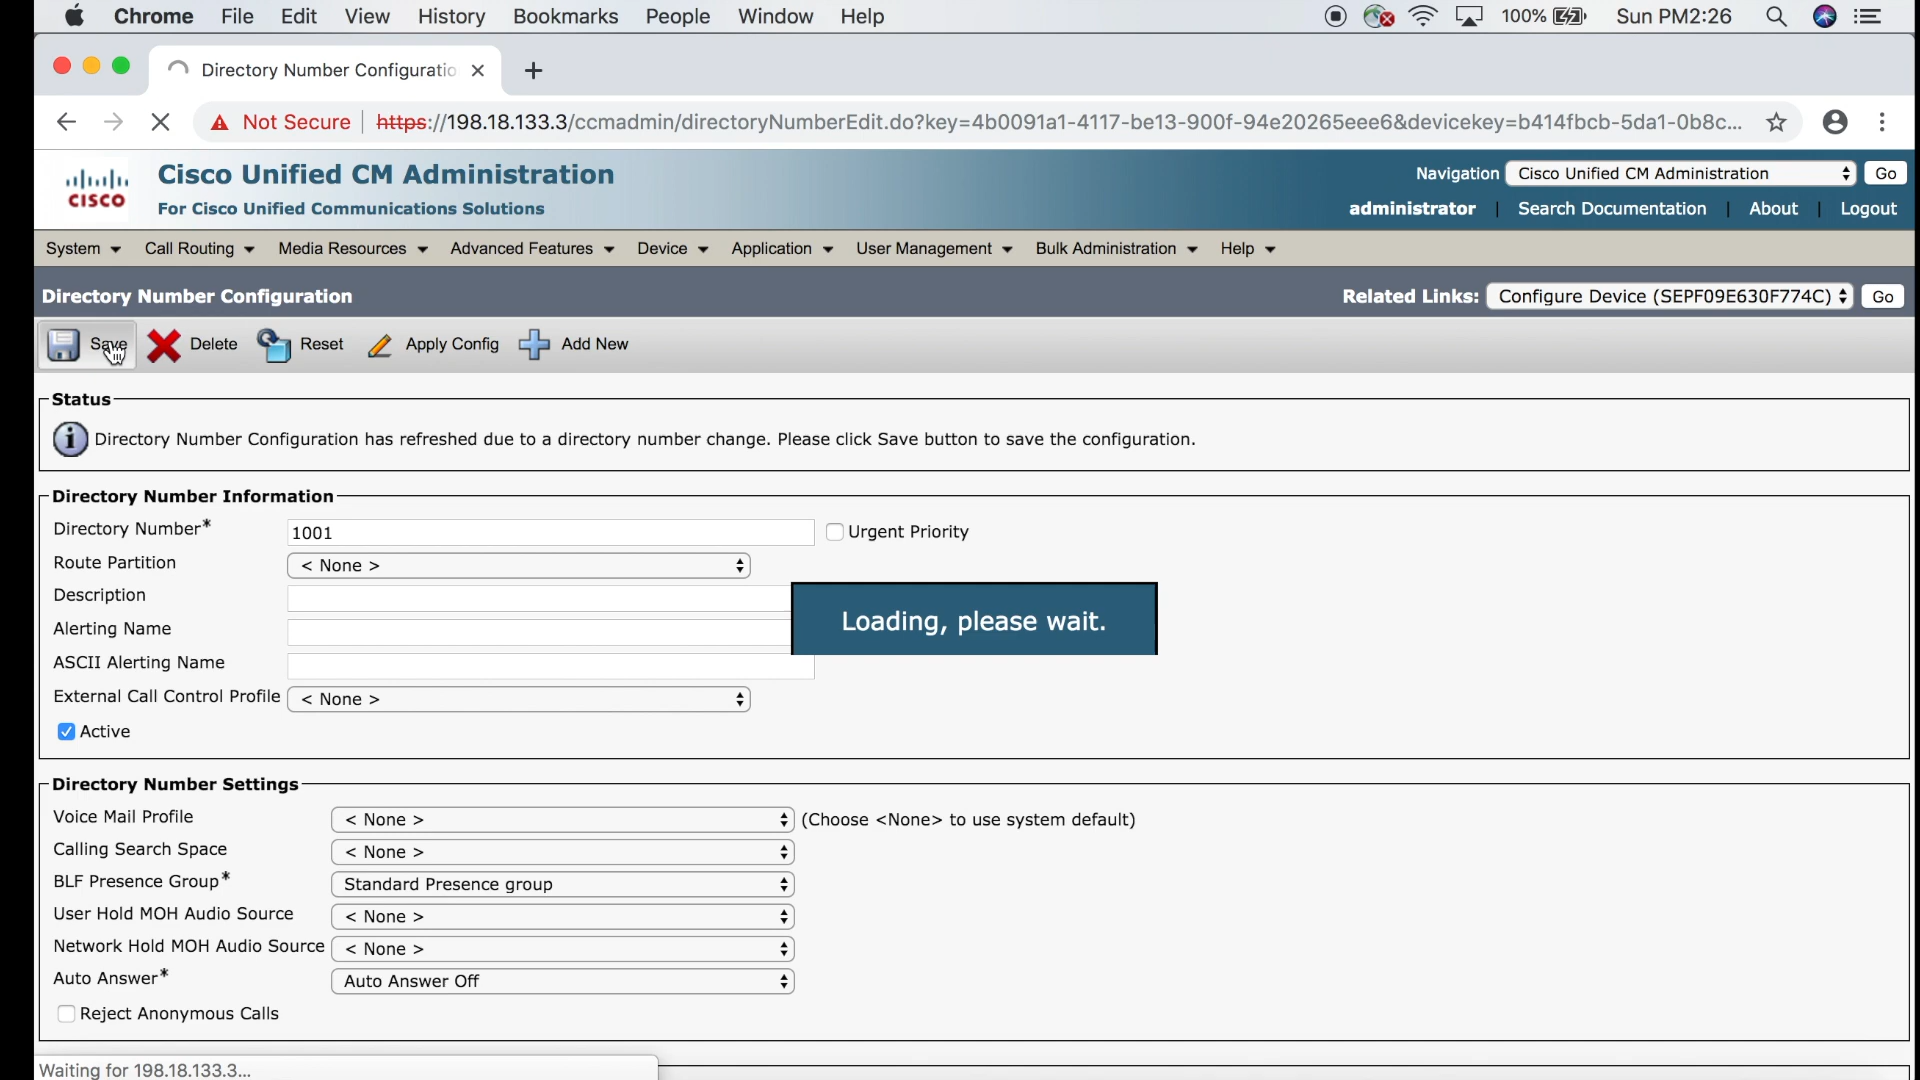 Chrome File Edit View History Bookmarks People Window Help 100% Sun PM2:26
Directory Number Configuratio
Not Secure https://198.18.133.3/ccmadmin/directoryNumberEdit.do?key=4b0091a1-4117-be13-900f-94e20265eee6&devicekey=b414fbcb-5da1-0b8c...
CISCO
Cisco Unified CM Administration
For Cisco Unified Communications Solutions
Navigation Cisco Unified CM Administration Go
administrator | Search Documentation | About | Logout
System Call Routing Media Resources Advanced Features Device Application User Management Bulk Administration Help
Directory Number Configuration
Related Links: Configure Device (SEPF09E630F774C) Go
Save Delete Reset Apply Config Add New
Status
Directory Number Configuration has refreshed due to a directory number change. Please click Save button to save the configuration.
Directory Number Information
Directory Number* 1001 Urgent Priority
Route Partition < None >
Description
Loading, please wait.
Alerting Name
ASCII Alerting Name
External Call Control Profile < None >
Active
Directory Number Settings
Voice Mail Profile < None > (Choose <None> to use system default)
Calling Search Space < None >
BLF Presence Group* Standard Presence group
User Hold MOH Audio Source < None >
Network Hold MOH Audio Source < None >
Auto Answer* Auto Answer Off
Reject Anonymous Calls
Waiting for 198.18.133.3...